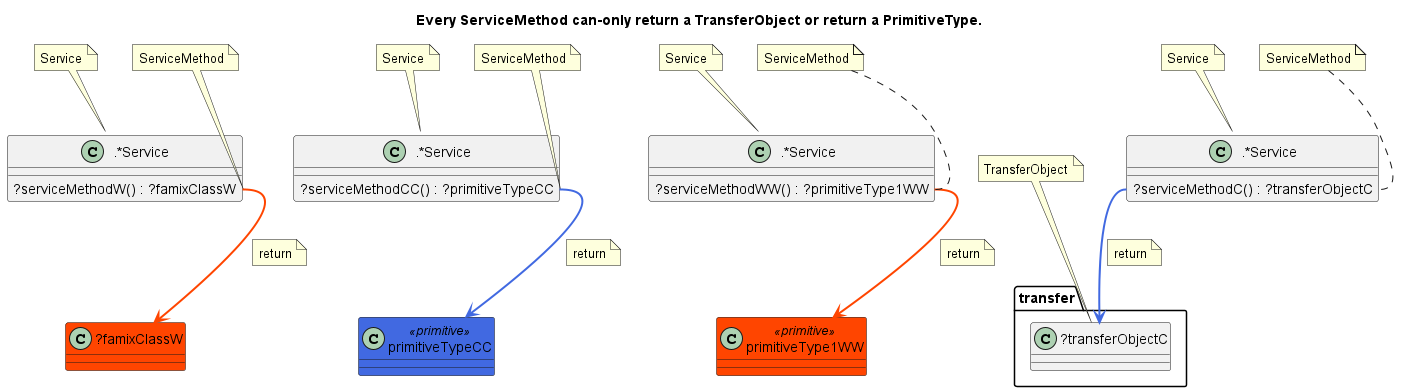 Every ServiceMethod can-only return a TransferObject or return a PrimitiveType.
Service
ServiceMethod
C .*Service
?serviceMethodW() : ?famixClassW
return
C ?famixClassW
Service
ServiceMethod
C .*Service
?serviceMethodCC() : ?primitiveTypeCC
return
«primitive»
C primitiveTypeCC
Service
ServiceMethod
C .*Service
?serviceMethodWW() : ?primitiveType1WW
return
«primitive»
C primitiveType1WW
Service
ServiceMethod
C .*Service
?serviceMethodC() : ?transferObjectC
TransferObject
return
transfer
C ?transferObjectC